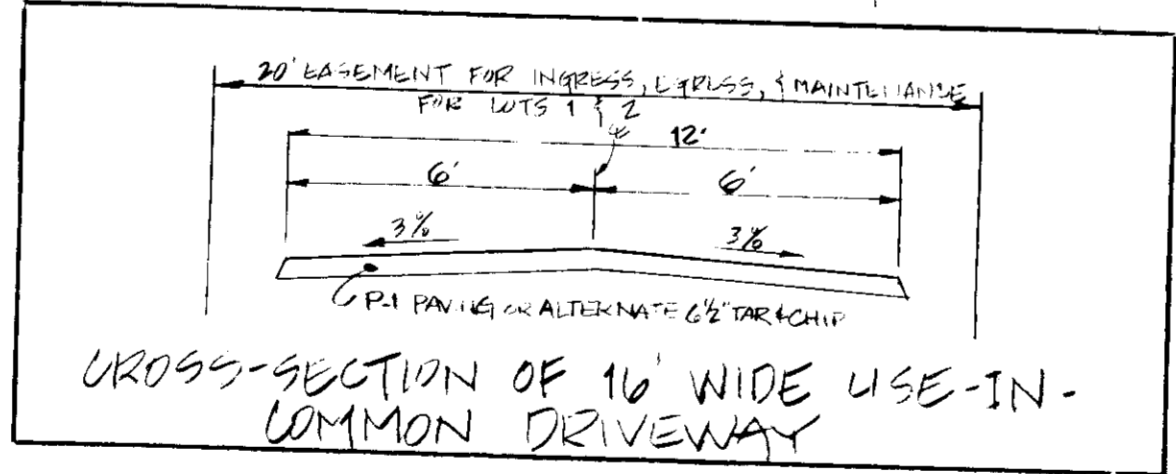 20' EASEMENT FOR INGRESS, EGRESS, & MAINTENANCE
FOR LOTS 1 & 2
℄ 12'
6' 6'
3% 3%
P-1 PAVING OR ALTERNATE 6½" TAR & CHIP
CROSS-SECTION OF 16' WIDE USE-IN-
COMMON DRIVEWAY